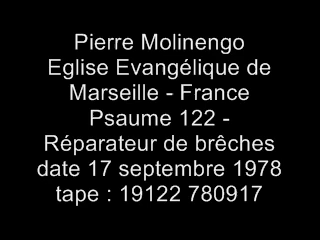 Pierre Molinengo
Eglise Evangélique de
Marseille - France
Psaume 122 -
Réparateur de brêches
date 17 septembre 1978
tape : 19122 780917